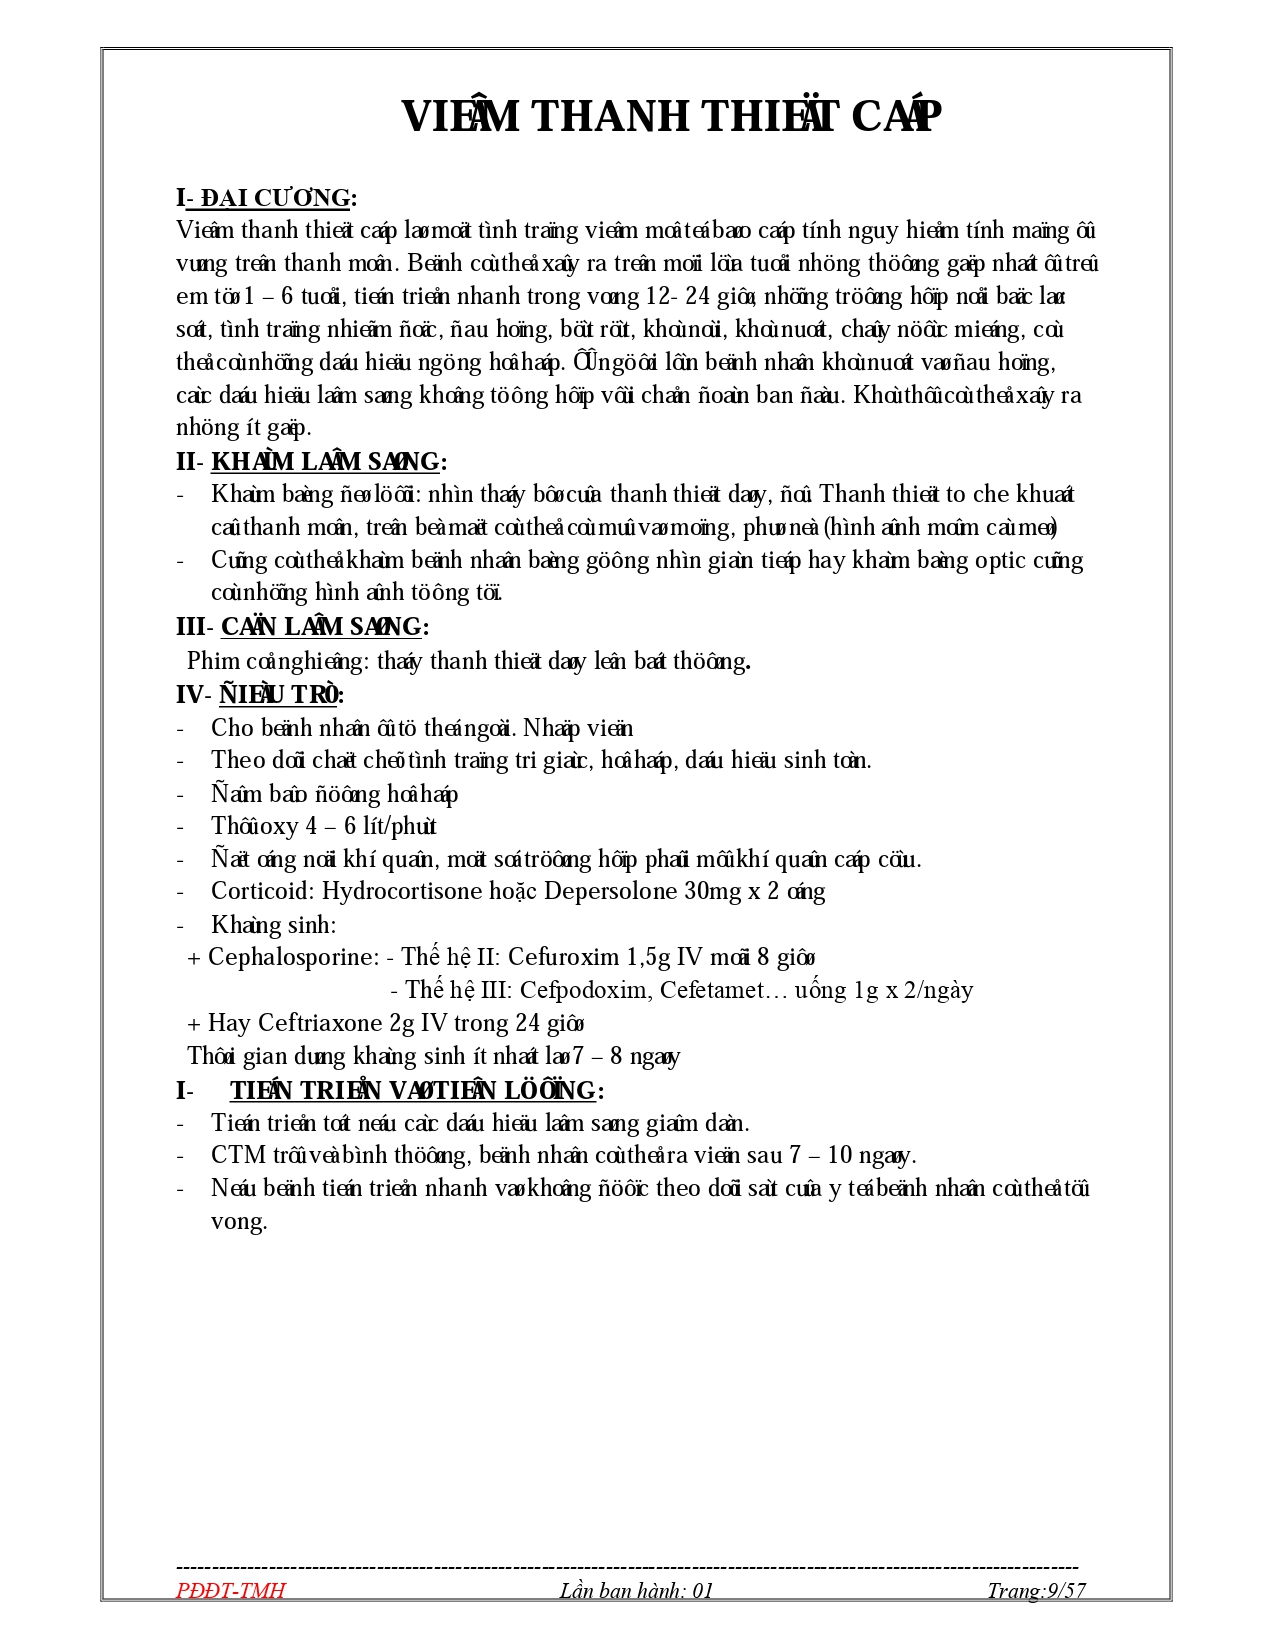 VIEÂM THANH THIEÄT CAÁP
I- ĐẠI CƯƠNG:
Vieâm thanh thieät caáp laø moät tình traïng vieâm moâ teá baøo caáp tính nguy hieåm tính maïng ôû
vuøng treân thanh moân. Beänh coù theå xaûy ra treân moïi löùa tuoåi nhöng thöôøng gaëp nhaát ôû treû
em töø 1 – 6 tuoåi, tieán trieån nhanh trong voøng 12- 24 giôø, nhöõng tröôøng hôïp noåi baäc laø:
soát, tình traïng nhieãm ñoäc, ñau hoïng, böùt röùt, khoù noùi, khoù nuoát, chaûy nöôùc mieáng, coù
theå coù nhöõng daáu hieäu ngöng hoâ haáp. ÔÛ ngöôøi lôùn beänh nhaân khoù nuoát vaø ñau hoïng,
caùc daáu hieäu laâm saøng khoâng töông hôïp vôùi chaån ñoaùn ban ñaàu. Khoù thôû coù theå xaûy ra
nhöng ít gaëp.
II- KHAÙM LAÂM SAØNG:
- Khaùm baèng ñeø löôõi: nhìn thaáy bôø cuûa thanh thieät daøy, ñoû. Thanh thieät to che khuaát
caû thanh moân, treân beà maët coù theå coù muû vaø moïng, phuø neà (hình aûnh moûm caù meø)
- Cuõng coù theå khaùm beänh nhaân baèng göông nhìn giaùn tieáp hay khaùm baèng optic cuõng
coù nhöõng hình aûnh töông töï.
III- CAÄN LAÂM SAØNG:
Phim coå nghieâng: thaáy thanh thieät daøy leân baát thöôøng.
IV- ÑIEÀU TRÒ:
- Cho beänh nhaân ôû tö theá ngoài. Nhaäp vieän
- Theo doõi chaët cheõ tình traïng tri giaùc, hoâ haáp, daáu hieäu sinh toàn.
- Ñaûm baûo ñöôøng hoâ haáp
- Thôû oxy 4 – 6 lít/phuùt
- Ñaët oáng noäi khí quaûn, moät soá tröôøng hôïp phaûi môû khí quaûn caáp cöùu.
- Corticoid: Hydrocortisone hoặc Depersolone 30mg x 2 oáng
- Khaùng sinh:
+ Cephalosporine: - Thế hệ II: Cefuroxim 1,5g IV moãi 8 giôø
- Thế hệ III: Cefpodoxim, Cefetamet… uống 1g x 2/ngày
+ Hay Ceftriaxone 2g IV trong 24 giôø
Thôøi gian duøng khaùng sinh ít nhaát laø 7 – 8 ngaøy
I- TIEÁN TRIEÅN VAØ TIEÂN LÖÔÏNG:
- Tieán trieån toát neáu caùc daáu hieäu laâm saøng giaûm daàn.
- CTM trôû veà bình thöôøng, beänh nhaân coù theå ra vieän sau 7 – 10 ngaøy.
- Neáu beänh tieán trieån nhanh vaø khoâng ñöôïc theo doõi saùt cuûa y teá beänh nhaân coù theå töû
vong.
PĐĐT-TMH Lần ban hành: 01 Trang:9/57